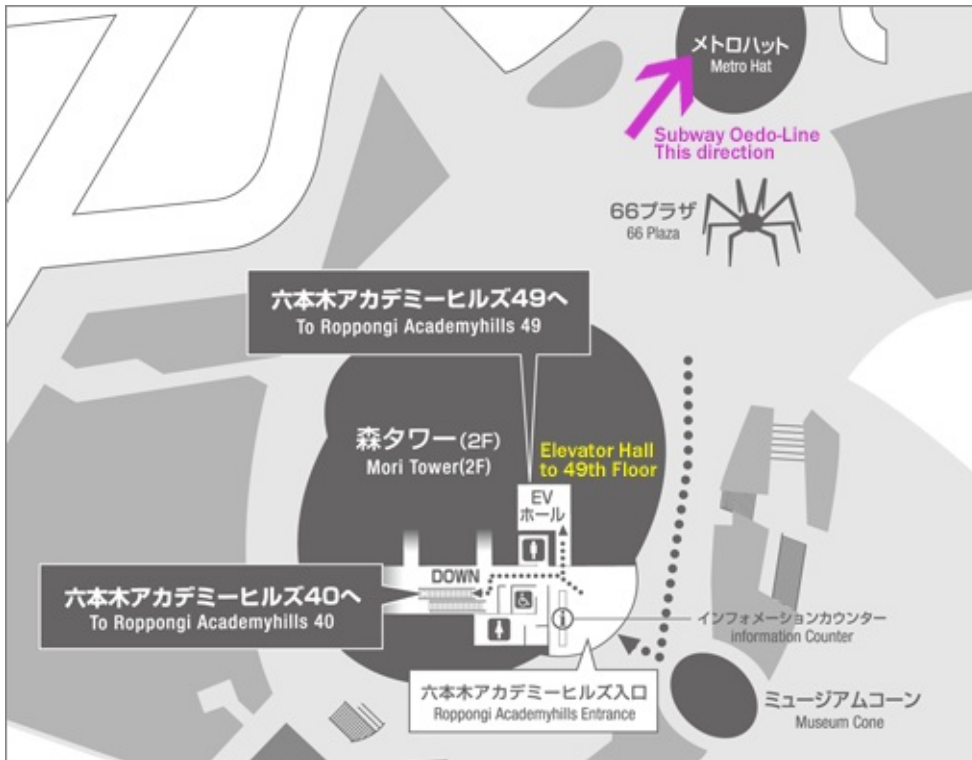 メトロハット
Metro Hat
Subway Oedo-Line
This direction
66プラザ
66 Plaza
六本木アカデミーヒルズ49へ
To Roppongi Academyhills 49
森タワー(2F)
Mori Tower(2F)
Elevator Hall
to 49th Floor
EV
ホール
DOWN
六本木アカデミーヒルズ40へ
To Roppongi Academyhills 40
i
インフォメーションカウンター
information Counter
六本木アカデミーヒルズ入口
Roppongi Academyhills Entrance
ミュージアムコーン
Museum Cone